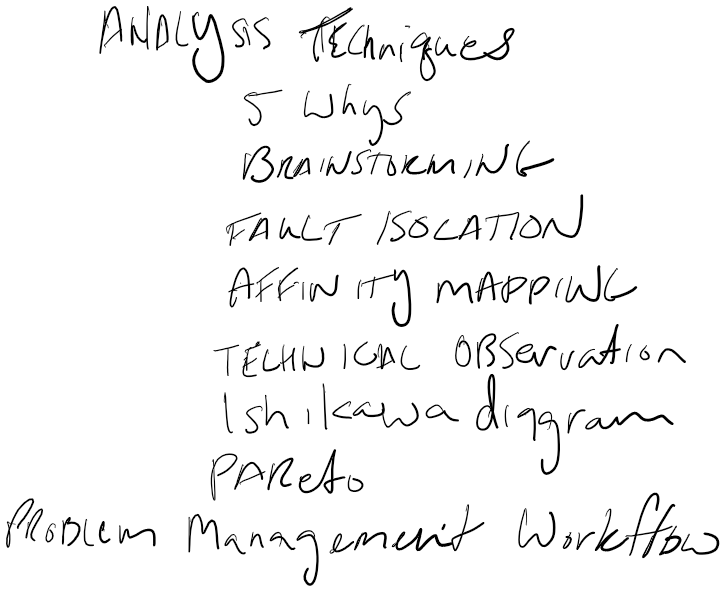 ANALYSIS TEChniques
5 Whys
BRAINSTORMING
FAULT ISOLATION
AFFINITY MAPPING
TECHNICAL OBServation
Ishikawa diagram
PAReto
PROBLEM Management Workflow